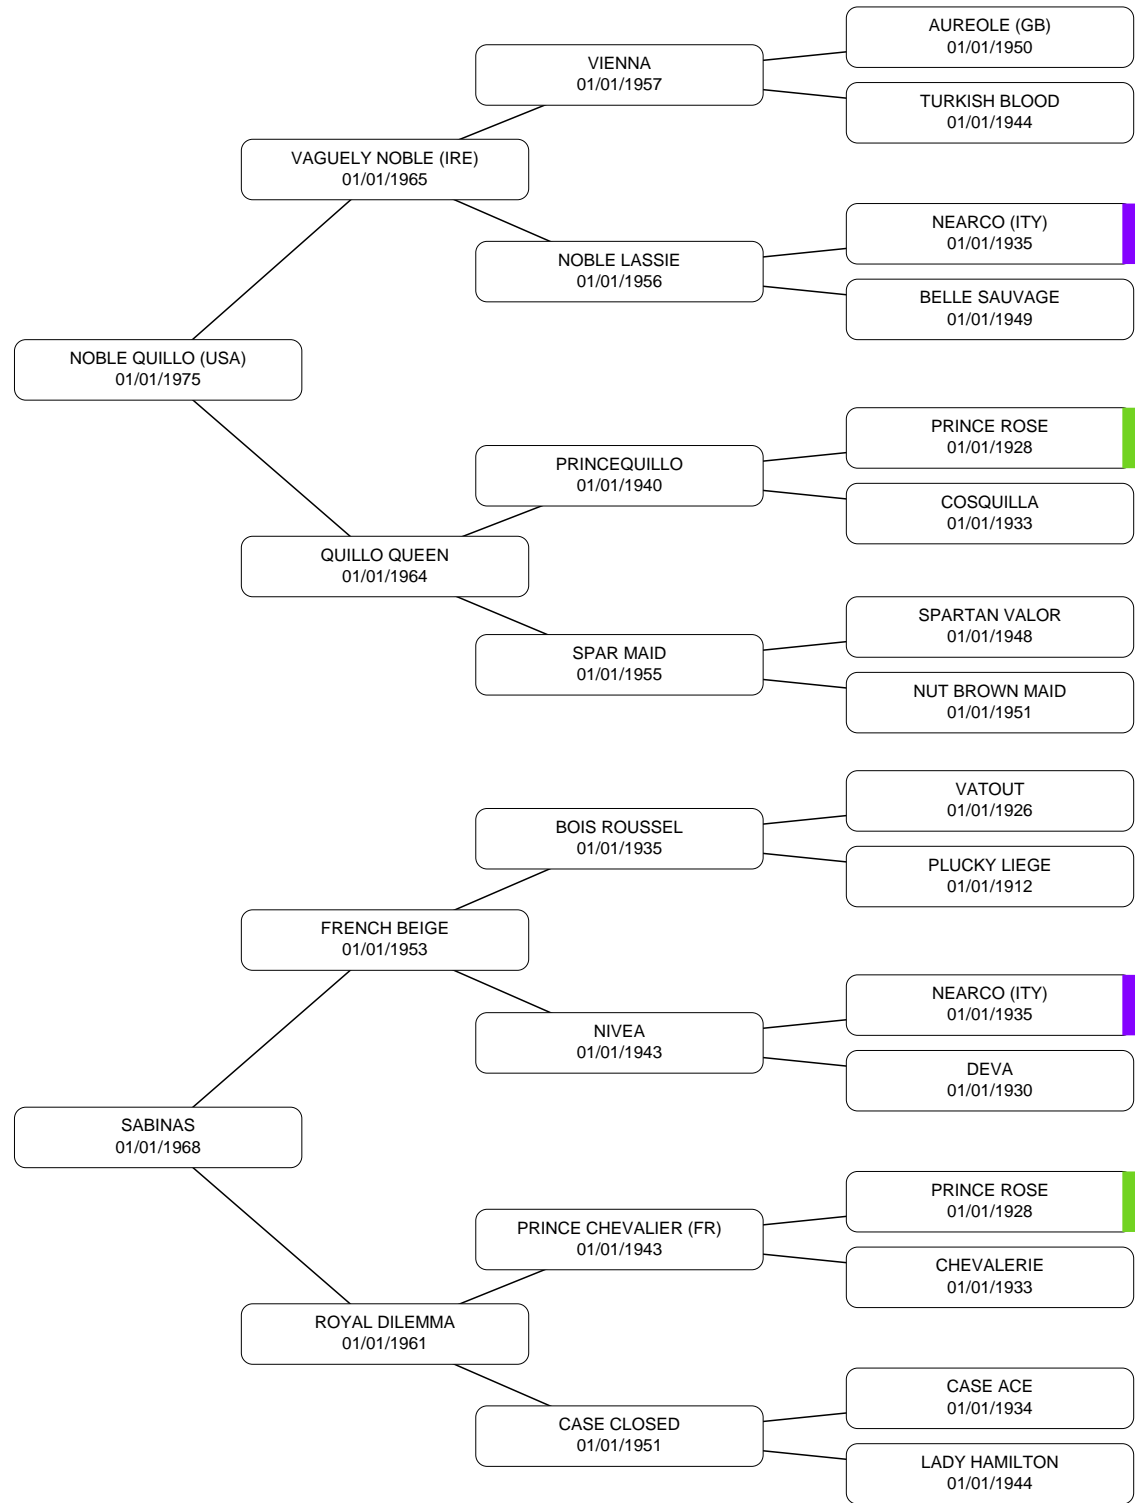 AUREOLE (GB)
01/01/1950
VIENNA
01/01/1957
TURKISH BLOOD
01/01/1944
VAGUELY NOBLE (IRE)
01/01/1965
NEARCO (ITY)
01/01/1935
NOBLE LASSIE
01/01/1956
BELLE SAUVAGE
01/01/1949
NOBLE QUILLO (USA)
01/01/1975
PRINCE ROSE
01/01/1928
PRINCEQUILLO
01/01/1940
COSQUILLA
01/01/1933
QUILLO QUEEN
01/01/1964
SPARTAN VALOR
01/01/1948
SPAR MAID
01/01/1955
NUT BROWN MAID
01/01/1951
VATOUT
01/01/1926
BOIS ROUSSEL
01/01/1935
PLUCKY LIEGE
01/01/1912
FRENCH BEIGE
01/01/1953
NEARCO (ITY)
01/01/1935
NIVEA
01/01/1943
DEVA
01/01/1930
SABINAS
01/01/1968
PRINCE ROSE
01/01/1928
PRINCE CHEVALIER (FR)
01/01/1943
CHEVALERIE
01/01/1933
ROYAL DILEMMA
01/01/1961
CASE ACE
01/01/1934
CASE CLOSED
01/01/1951
LADY HAMILTON
01/01/1944